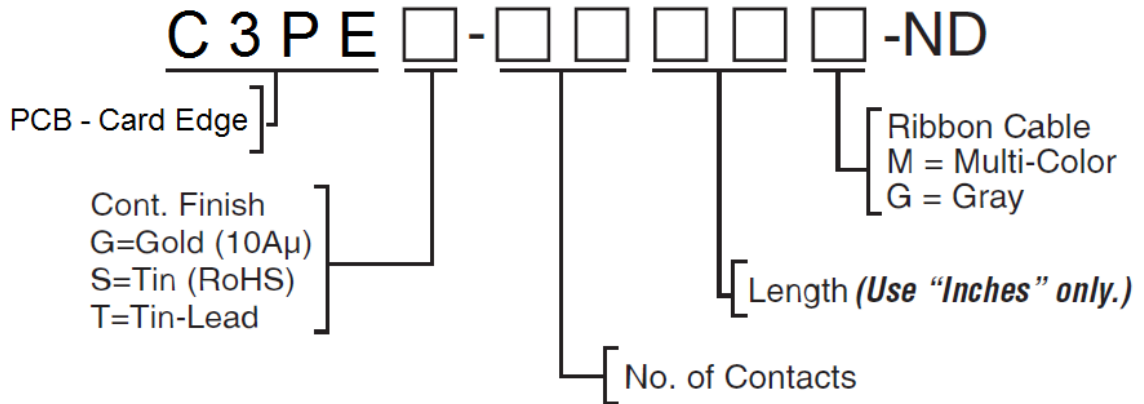 C 3 P E □ - □ □ □ □ □ -ND
PCB - Card Edge
Ribbon Cable
M = Multi-Color
G = Gray
Cont. Finish
G=Gold (10Aµ)
S=Tin (RoHS)
T=Tin-Lead
Length (Use “Inches” only.)
No. of Contacts